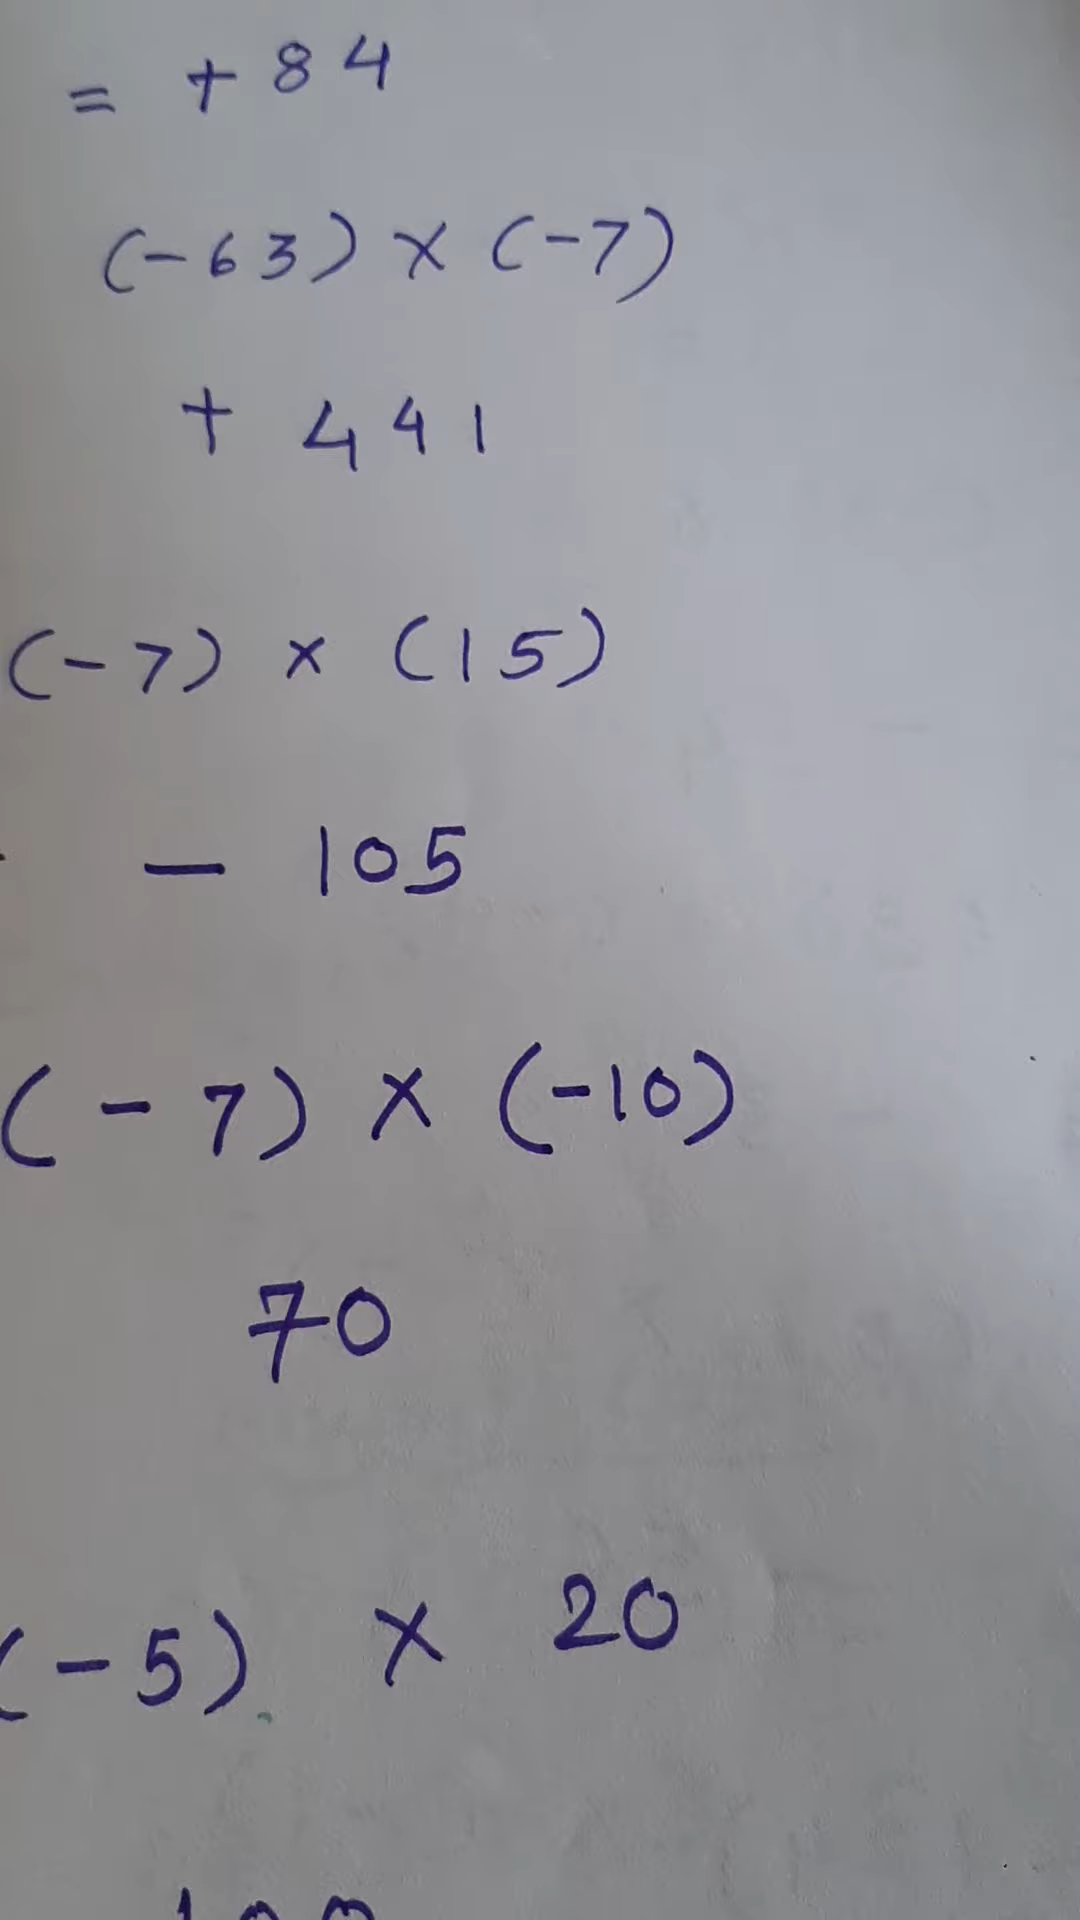 = + 84
(-63) × (-7)
+ 441
(-7) × (15)
- 105
(-7) × (-10)
70
(-5) × 20